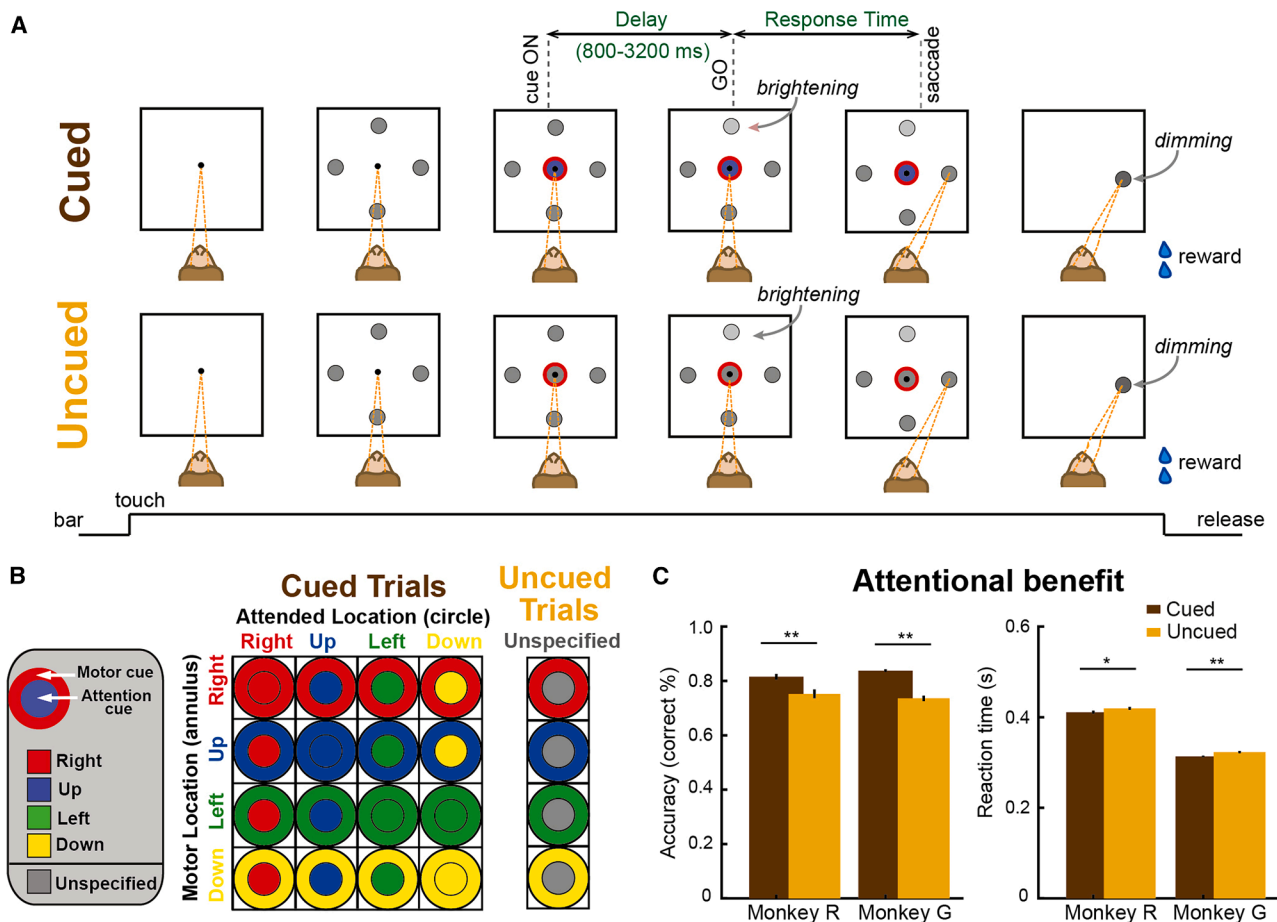 A
Delay
Response Time
(800-3200 ms)
cue ON
GO
saccade
brightening
dimming
Cued
reward
brightening
dimming
Uncued
reward
touch
bar
release
B
Cued Trials
Uncued
Trials
Attended Location (circle)
Right
Up
Left
Down
Unspecified
Motor Location (annulus)
Right
Up
Left
Down
Motor cue
Attention
cue
Right
Up
Left
Down
Unspecified
C
Attentional benefit
Cued
Uncued
Accuracy (correct %)
1.0
0.8
0.6
0.4
0.2
0
**
**
Monkey R
Monkey G
Reaction time (s)
0.6
0.4
0.2
0
*
**
Monkey R
Monkey G